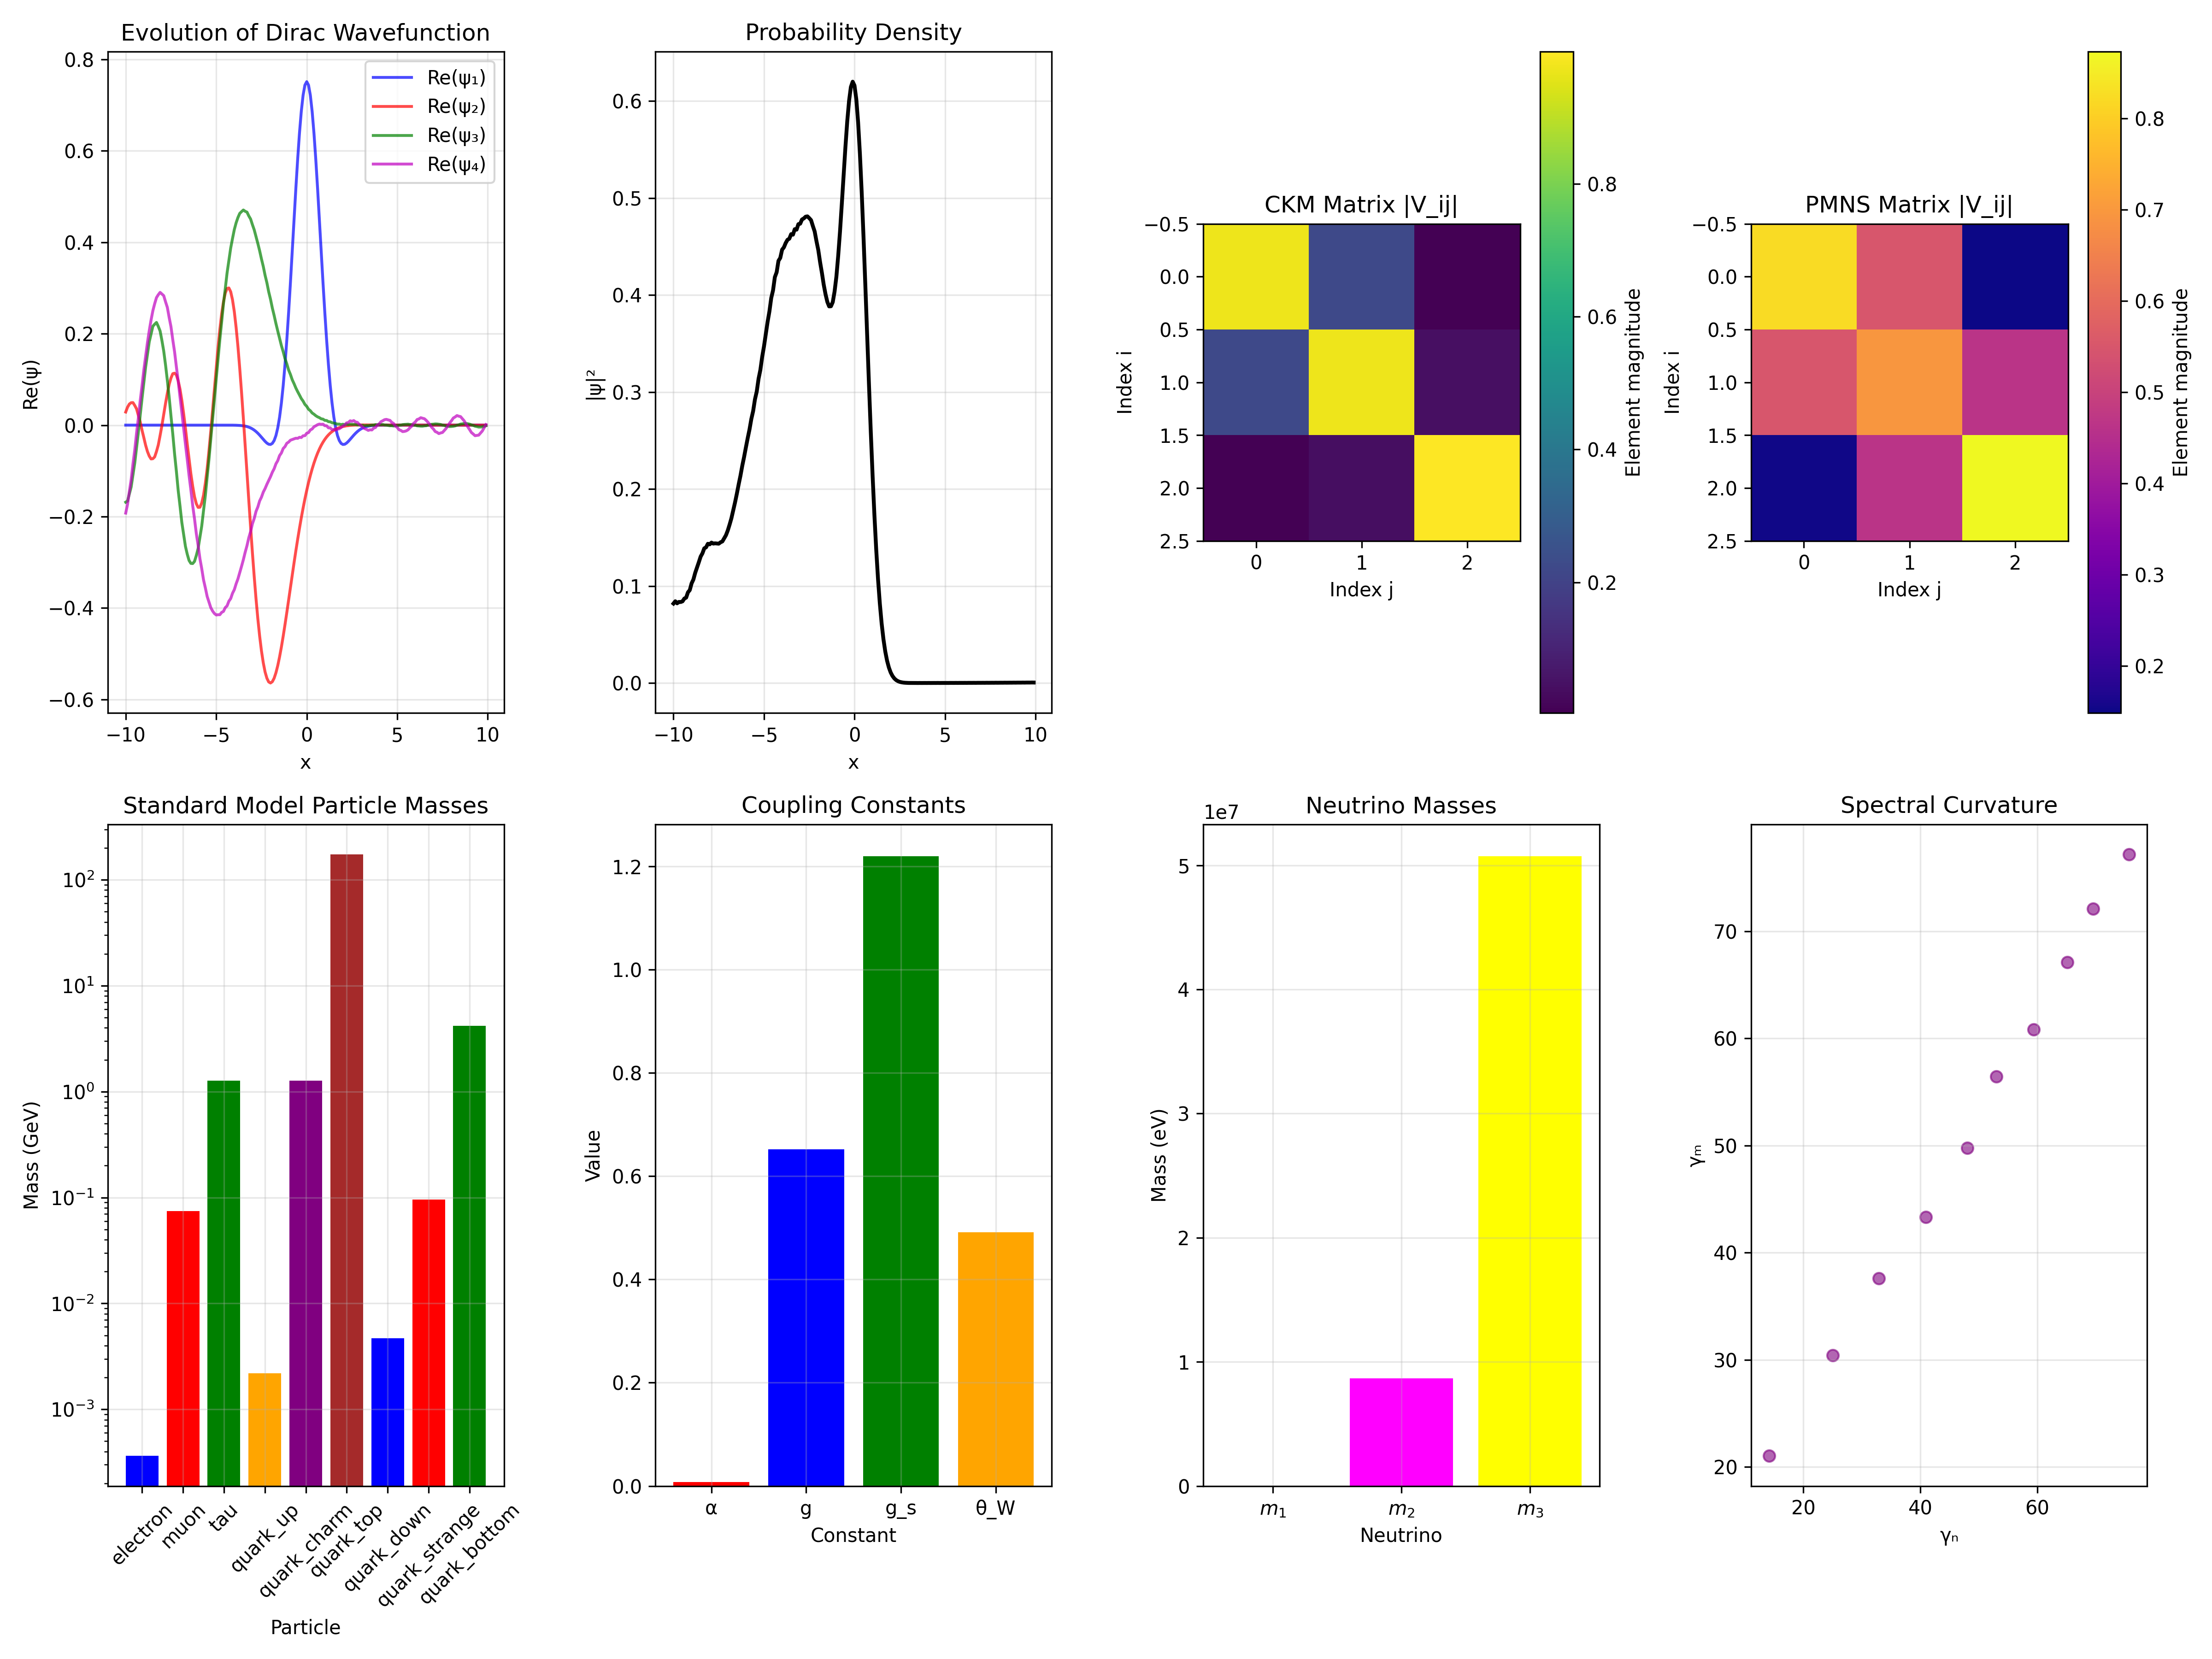 Evolution of Dirac Wavefunction
0.8
0.6
0.4
0.2
0.0
−0.2
−0.4
−0.6
Re(ψ)
Re(ψ₁)
Re(ψ₂)
Re(ψ₃)
Re(ψ₄)
−10 −5 0 5 10
x
Probability Density
0.6
0.5
0.4
0.3
0.2
0.1
0.0
|ψ|²
−10 −5 0 5 10
x
CKM Matrix |V_ij|
−0.5
0.0
0.5
1.0
1.5
2.0
2.5
Index i
0 1 2
Index j
0.8
0.6
0.4
0.2
Element magnitude
PMNS Matrix |V_ij|
−0.5
0.0
0.5
1.0
1.5
2.0
2.5
Index i
0 1 2
Index j
0.8
0.7
0.6
0.5
0.4
0.3
0.2
Element magnitude
Standard Model Particle Masses
10²
10¹
10⁰
10⁻¹
10⁻²
10⁻³
Mass (GeV)
electron
muon
tau
quark_up
quark_charm
quark_top
quark_down
quark_strange
quark_bottom
Particle
Coupling Constants
1.2
1.0
0.8
0.6
0.4
0.2
0.0
Value
α g g_s θ_W
Constant
Neutrino Masses
1e7
5
4
3
2
1
0
Mass (eV)
m₁ m₂ m₃
Neutrino
Spectral Curvature
70
60
50
40
30
20
γₘ
20 40 60
γₙ